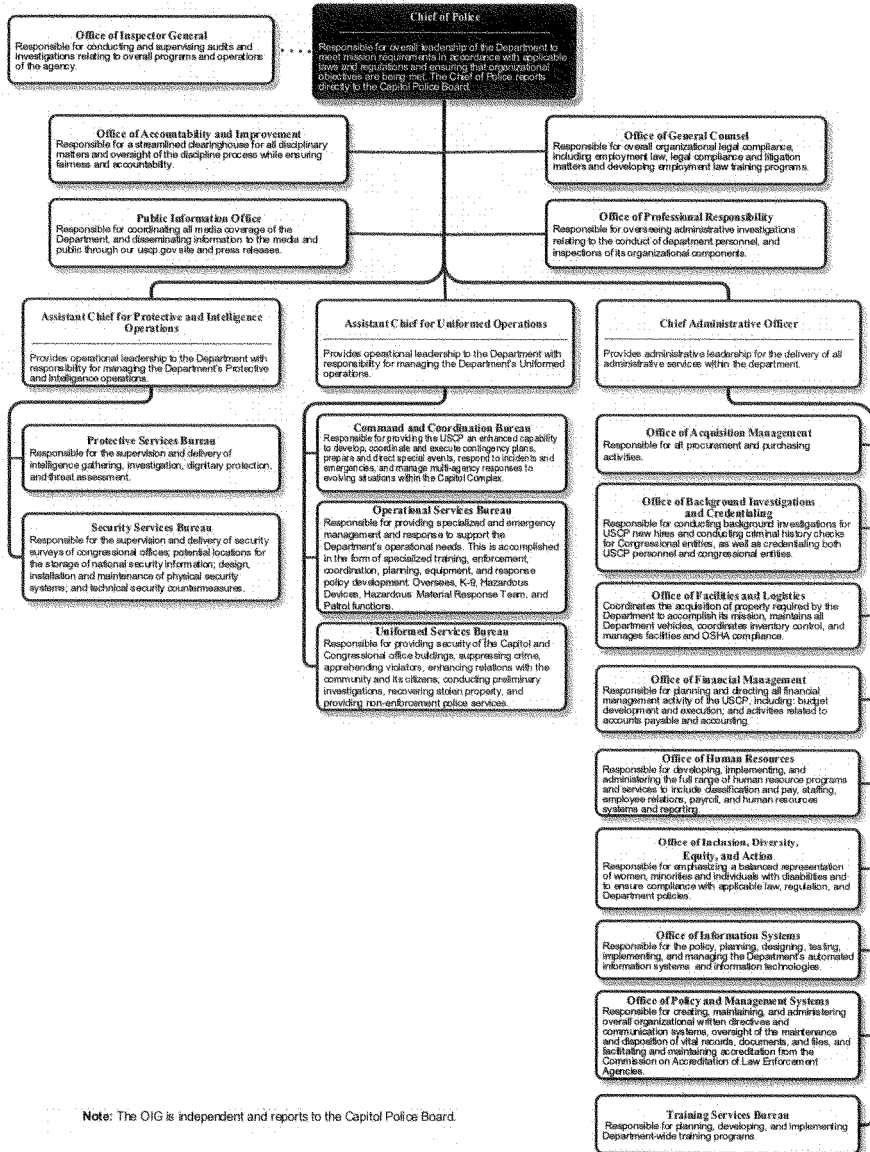 Chief of Police
Responsible for overall leadership of the Department to
meet mission requirements in accordance with applicable
laws and regulations and ensuring that organizational
objectives are being met. The Chief of Police reports
directly to the Capitol Police Board.
Office of Inspector General
Responsible for conducting and supervising audits and
investigations relating to overall programs and operations
of the agency.
Office of Accountability and Improvement
Responsible for a streamlined clearinghouse for all disciplinary
matters and oversight of the discipline process while ensuring
fairness and accountability.
Office of General Counsel
Responsible for overall organizational legal compliance,
including employment law, legal compliance and litigation
matters and developing employment law training programs.
Public Information Office
Responsible for coordinating all media coverage of the
Department, and disseminating information to the media and
public through our uscp.gov site and press releases.
Office of Professional Responsibility
Responsible for overseeing administrative investigations
relating to the conduct of department personnel, and
inspections of its organizational components.
Assistant Chief for Protective and Intelligence
Operations
Provides operational leadership to the Department with
responsibility for managing the Department's Protective
and Intelligence operations.
Protective Services Bureau
Responsible for the supervision and delivery of
intelligence gathering, investigation, dignitary protection,
and threat assessment.
Security Services Bureau
Responsible for the supervision and delivery of security
surveys of congressional offices; potential locations for
the storage of national security information; design,
installation and maintenance of physical security
systems; and technical security countermeasures.
Assistant Chief for Uniformed Operations
Provides operational leadership to the Department with
responsibility for managing the Department's Uniformed
operations.
Command and Coordination Bureau
Responsible for providing the USCP an enhanced capability
to develop, coordinate and execute contingency plans,
prepare and direct special events, respond to incidents and
emergencies, and manage multi-agency responses to
evolving situations within the Capitol Complex.
Operational Services Bureau
Responsible for providing specialized and emergency
management and response to support the
Department's operational needs. This is accomplished
in the form of specialized training, enforcement,
coordination, planning, equipment, and response
policy development. Oversees, K-9, Hazardous
Devices, Hazardous Material Response Team, and
Patrol functions.
Uniformed Services Bureau
Responsible for providing security of the Capitol and
Congressional office buildings, suppressing crime,
apprehending violators, enhancing relations with the
community and its citizens; conducting preliminary
investigations, recovering stolen property, and
providing non-enforcement police services.
Chief Administrative Officer
Provides administrative leadership for the delivery of all
administrative services within the department.
Office of Acquisition Management
Responsible for all procurement and purchasing
activities.
Office of Background Investigations
and Credentialing
Responsible for conducting background investigations for
USCP new hires and conducting criminal history checks
for Congressional entities, as well as credentialing both
USCP personnel and congressional entities.
Office of Facilities and Logistics
Coordinates the acquisition of property required by the
Department to accomplish its mission, maintains all
Department vehicles, coordinates inventory control, and
manages facilities and OSHA compliance.
Office of Financial Management
Responsible for planning and directing all financial
management activity of the USCP, including: budget
development and execution; and activities related to
accounts payable and accounting.
Office of Human Resources
Responsible for developing, implementing, and
administering the full range of human resource programs
and services to include classification and pay, staffing,
employee relations, payroll, and human resources
systems and reporting.
Office of Inclusion, Diversity,
Equity, and Action
Responsible for emphasizing a balanced representation
of women, minorities and individuals with disabilities and
to ensure compliance with applicable law, regulation, and
Department policies.
Office of Information Systems
Responsible for the policy, planning, designing, testing,
implementing, and managing the Department's automated
information systems and information technologies.
Office of Policy and Management Systems
Responsible for creating, maintaining, and administering
overall organizational written directives and
communication systems, oversight of the maintenance
and disposition of vital records, documents, and files, and
facilitating and maintaining accreditation from the
Commission on Accreditation of Law Enforcement
Agencies.
Training Services Bureau
Responsible for planning, developing, and implementing
Department-wide training programs.
Note: The OIG is independent and reports to the Capitol Police Board.